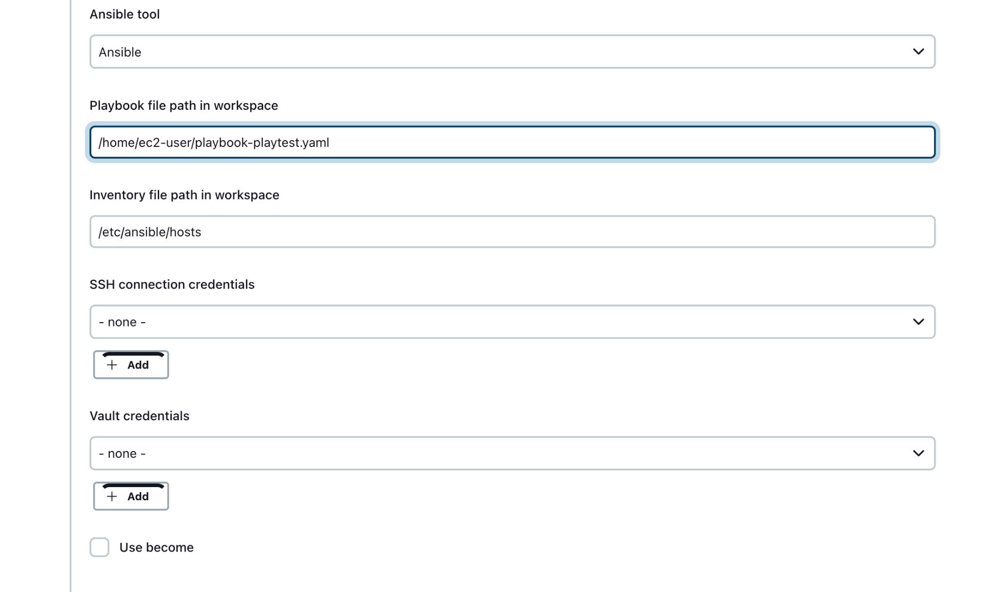 Ansible tool
Ansible
Playbook file path in workspace
/home/ec2-user/playbook-playtest.yaml
Inventory file path in workspace
/etc/ansible/hosts
SSH connection credentials
- none -
+ Add
Vault credentials
- none -
+ Add
Use become